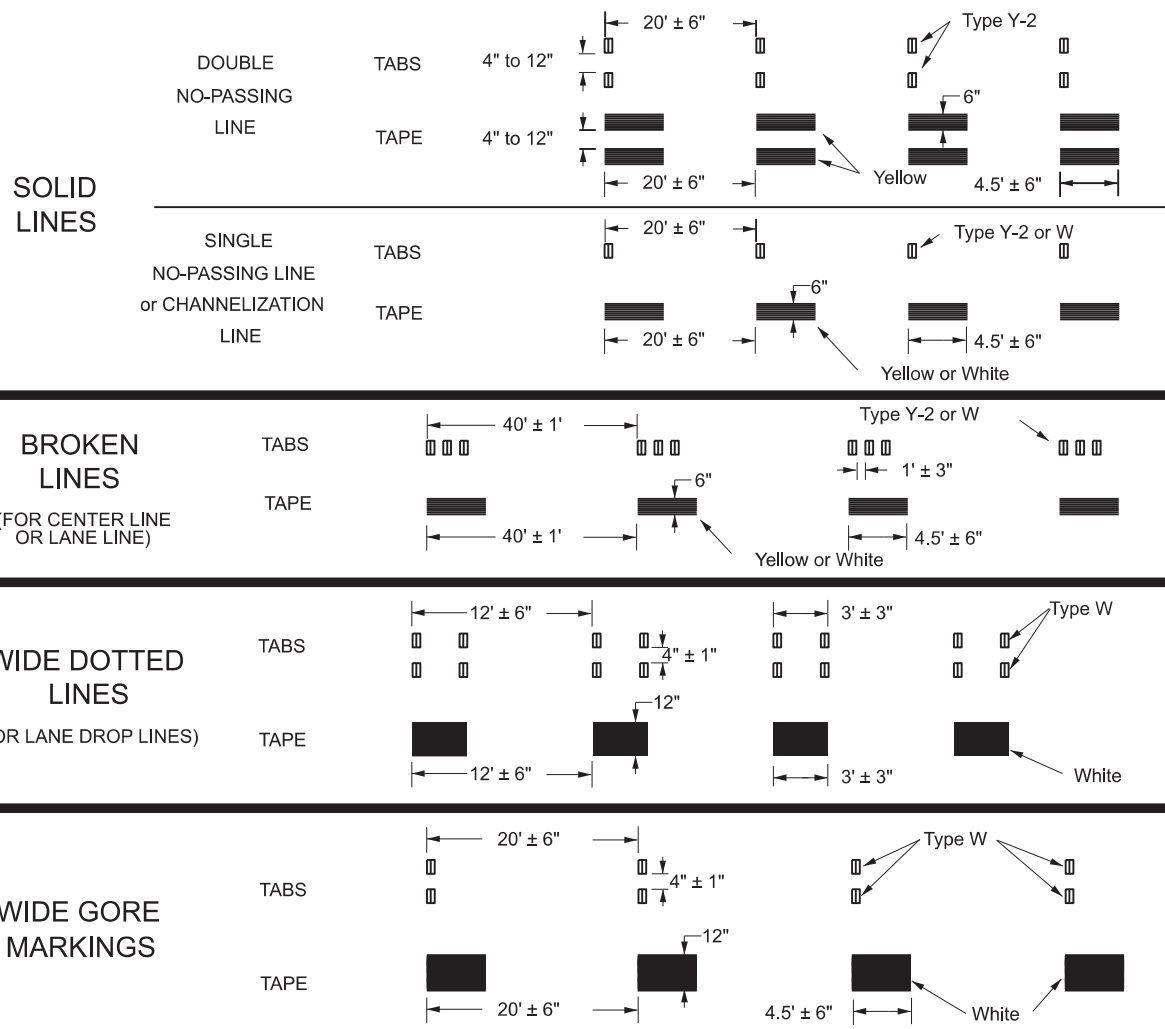 SOLID
LINES
DOUBLE
NO-PASSING
LINE
TABS
20' ± 6"
4" to 12"
Type Y-2
TAPE
4" to 12"
6"
Yellow
20' ± 6"
4.5' ± 6"
SINGLE
NO-PASSING LINE
or CHANNELIZATION
LINE
TABS
20' ± 6"
Type Y-2 or W
TAPE
6"
20' ± 6"
4.5' ± 6"
Yellow or White
BROKEN
LINES
(FOR CENTER LINE
OR LANE LINE)
TABS
40' ± 1'
Type Y-2 or W
1' ± 3"
TAPE
6"
40' ± 1'
4.5' ± 6"
Yellow or White
WIDE DOTTED
LINES
OR LANE DROP LINES)
TABS
12' ± 6"
3' ± 3"
Type W
4" ± 1"
TAPE
12"
12' ± 6"
3' ± 3"
White
WIDE GORE
MARKINGS
TABS
20' ± 6"
Type W
4" ± 1"
TAPE
12"
20' ± 6"
4.5' ± 6"
White